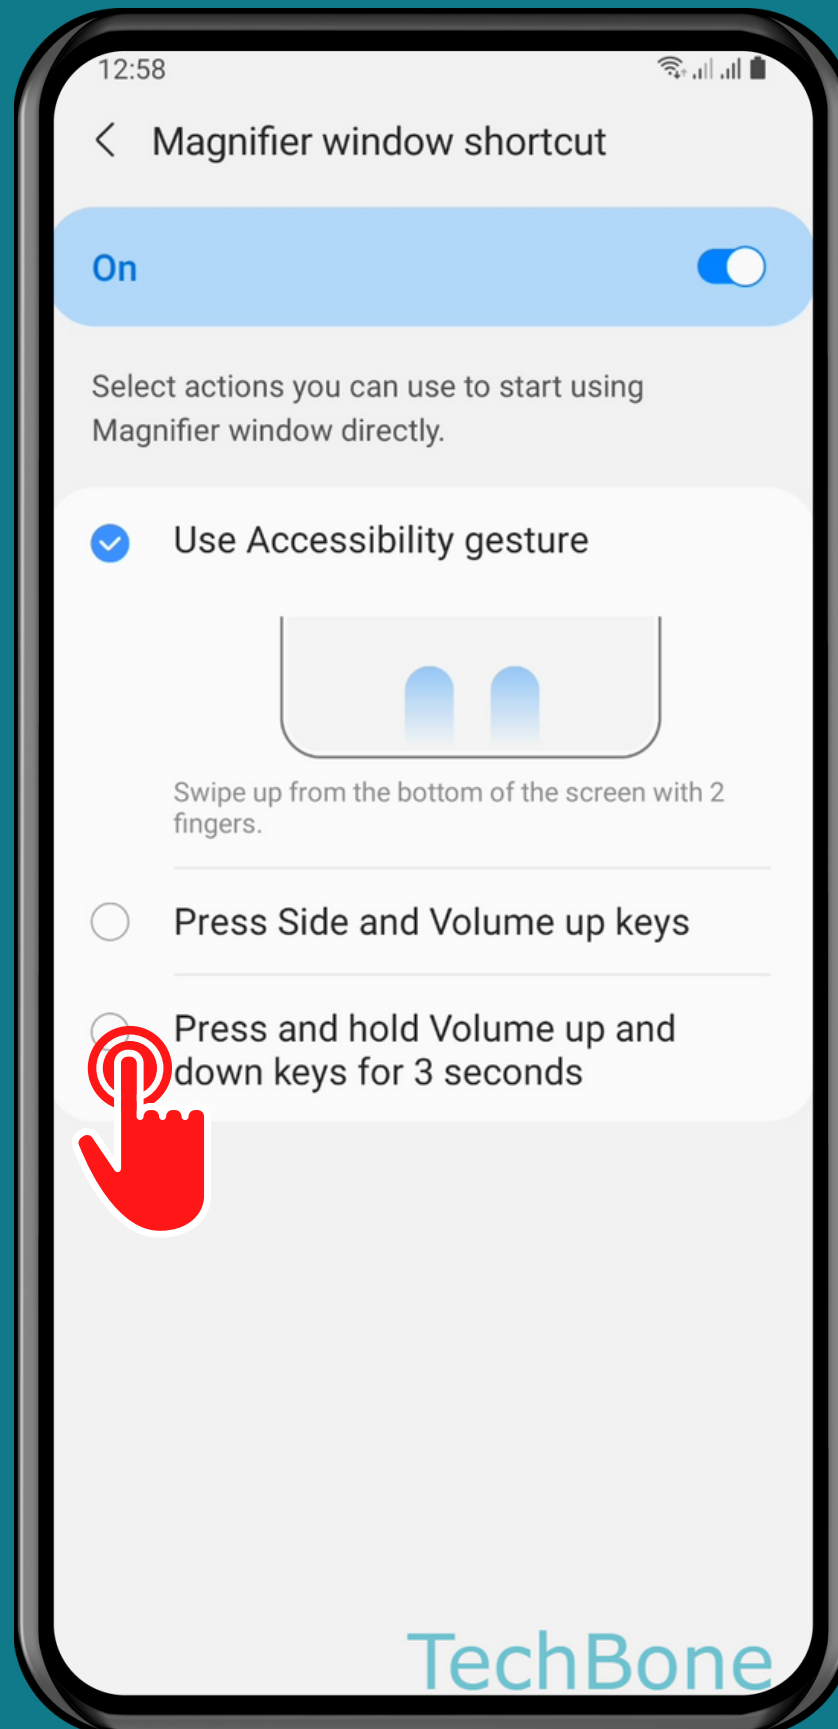 12:58
Magnifier window shortcut
On
Select actions you can use to start using
Magnifier window directly.
Use Accessibility gesture
Swipe up from the bottom of the screen with 2
fingers.
Press Side and Volume up keys
Press and hold Volume up and
down keys for 3 seconds
TechBone